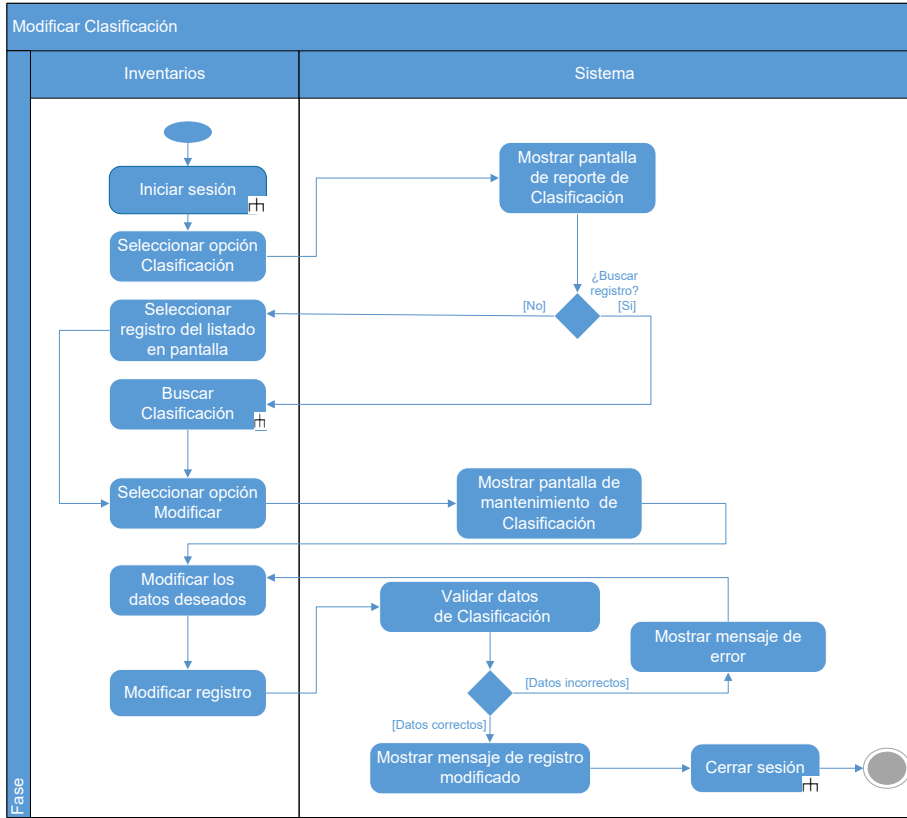 Modificar Clasificación
Inventarios
Sistema
Fase
Iniciar sesión
Seleccionar opción
Clasificación
Mostrar pantalla
de reporte de
Clasificación
¿Buscar
registro?
[No]
[Si]
Seleccionar
registro del listado
en pantalla
Buscar
Clasificación
Seleccionar opción
Modificar
Mostrar pantalla de
mantenimiento de
Clasificación
Modificar los
datos deseados
Validar datos
de Clasificación
Mostrar mensaje de
error
Modificar registro
[Datos incorrectos]
[Datos correctos]
Mostrar mensaje de registro
modificado
Cerrar sesión